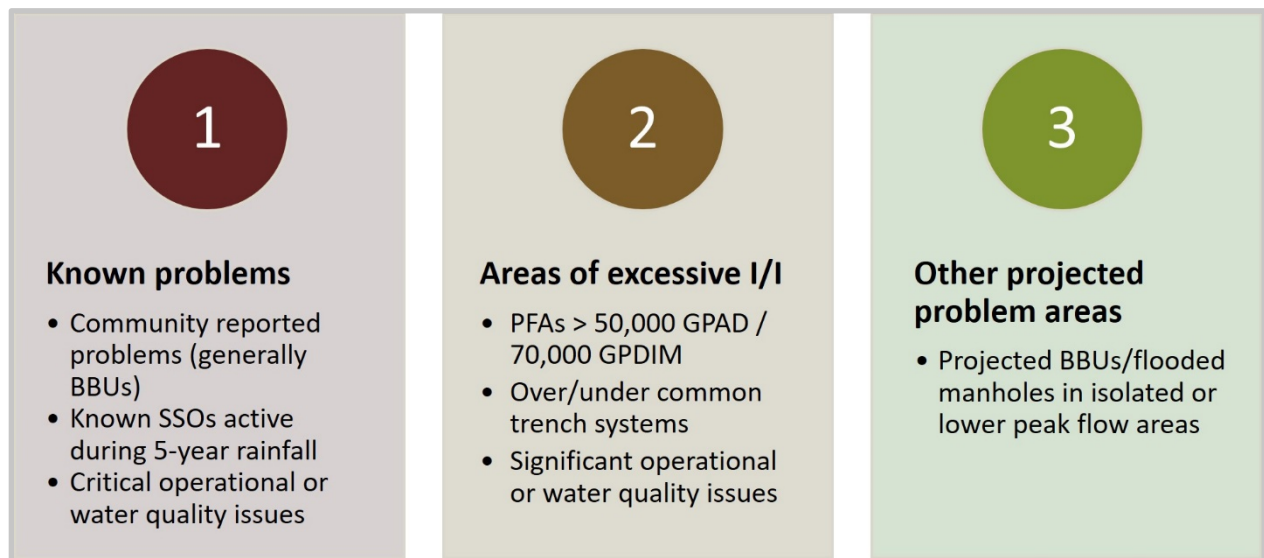 1
Known problems
• Community reported
problems (generally
BBUs)
• Known SSOs active
during 5-year rainfall
• Critical operational or
water quality issues
2
Areas of excessive I/I
• PFAs > 50,000 GPAD /
70,000 GPDIM
• Over/under common
trench systems
• Significant operational
or water quality issues
3
Other projected
problem areas
• Projected BBUs/flooded
manholes in isolated or
lower peak flow areas